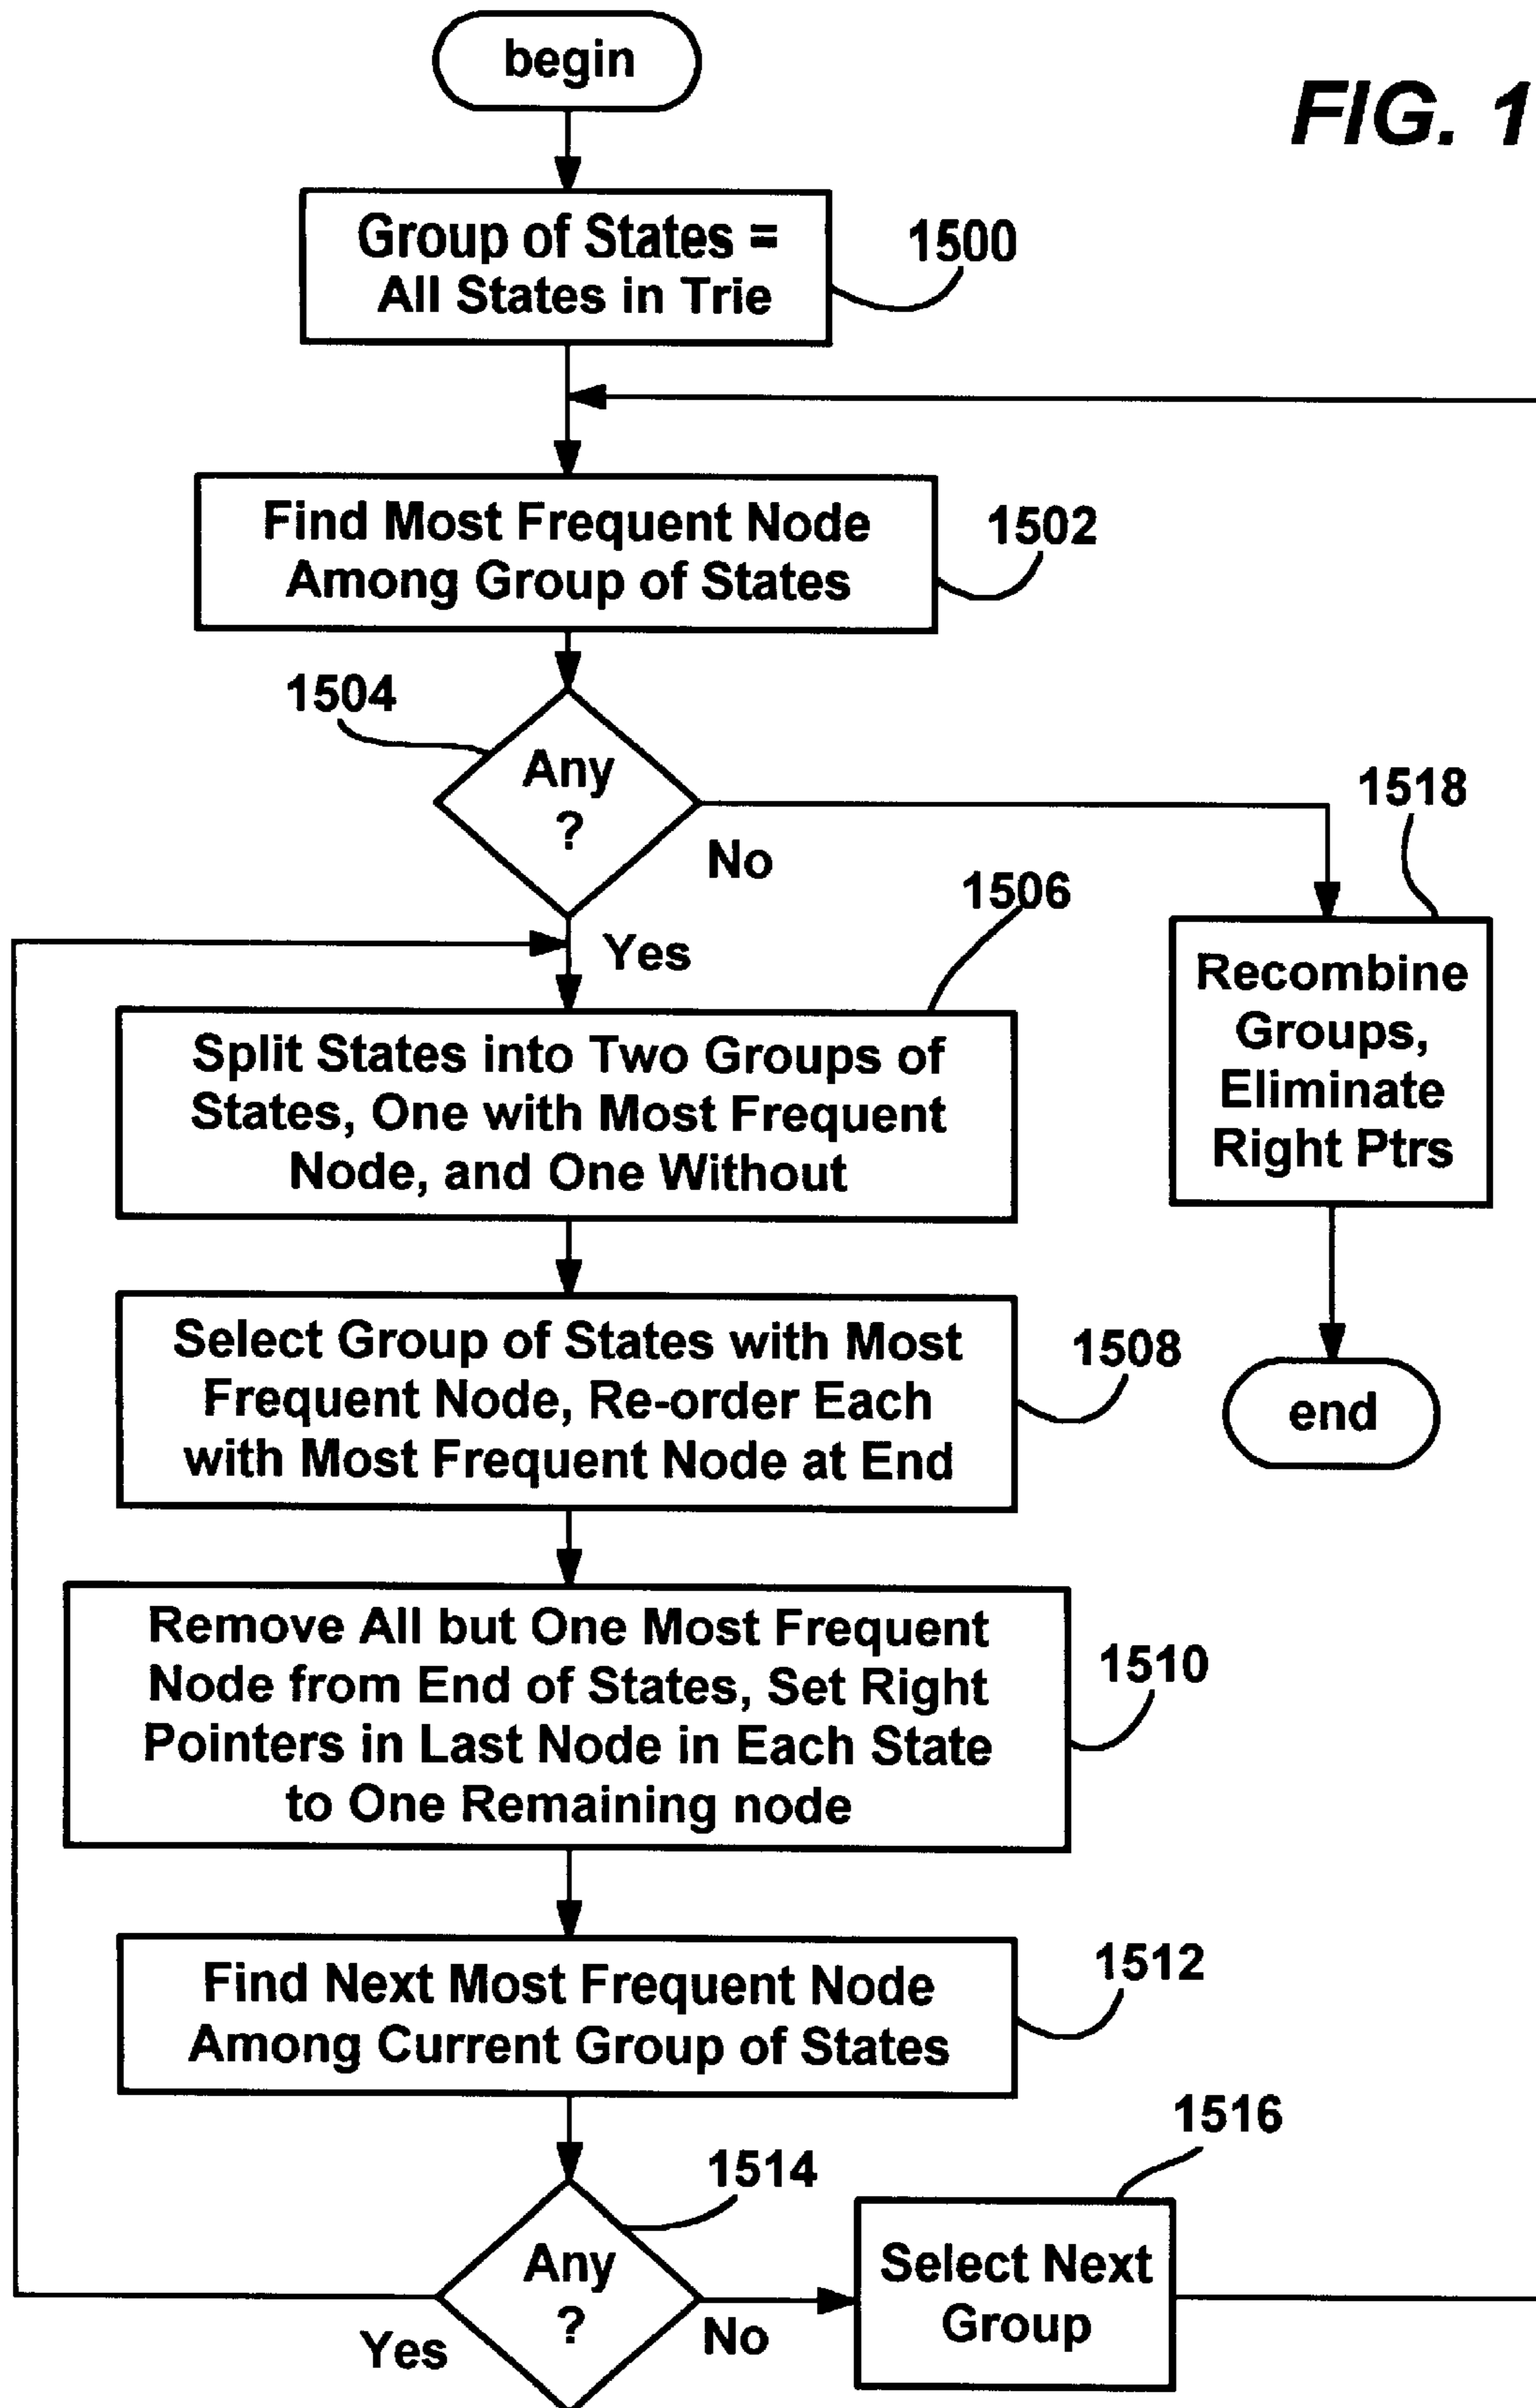 begin
FIG. 1
Group of States =
All States in Trie
1500
Find Most Frequent Node
Among Group of States
1502
1504
Any
?
No
1518
Yes
1506
Recombine
Groups,
Eliminate
Right Ptrs
Split States into Two Groups of
States, One with Most Frequent
Node, and One Without
Select Group of States with Most
Frequent Node, Re-order Each
with Most Frequent Node at End
1508
end
Remove All but One Most Frequent
Node from End of States, Set Right
Pointers in Last Node in Each State
to One Remaining node
1510
Find Next Most Frequent Node
Among Current Group of States
1512
1514
1516
Any
?
Yes
No
Select Next
Group